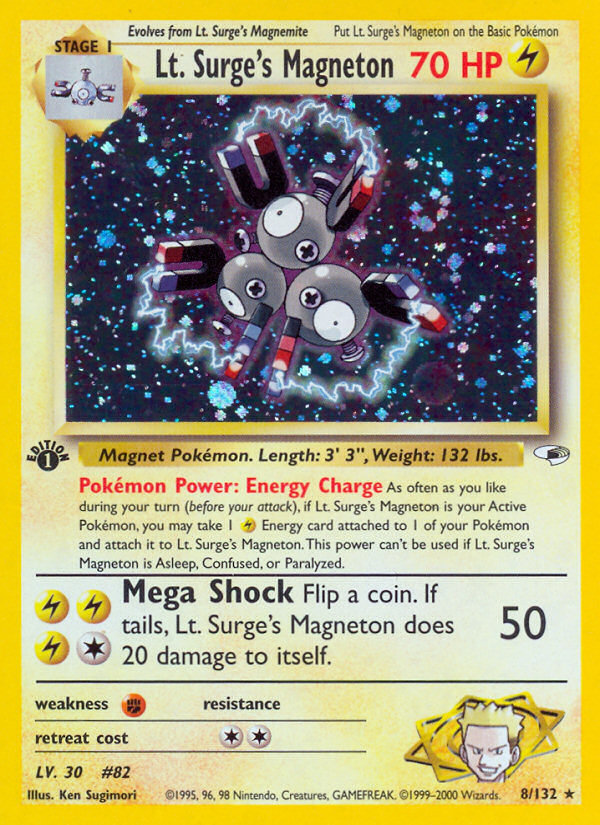 Evolves from Lt. Surge's Magnemite
Put Lt. Surge's Magneton on the Basic Pokémon
STAGE 1
Lt. Surge's Magneton 70 HP
EDITION 1
Magnet Pokémon. Length: 3' 3", Weight: 132 lbs.
Pokémon Power: Energy Charge As often as you like
during your turn (before your attack), if Lt. Surge's Magneton is your Active
Pokémon, you may take 1 Energy card attached to 1 of your Pokémon
and attach it to Lt. Surge's Magneton. This power can't be used if Lt. Surge's
Magneton is Asleep, Confused, or Paralyzed.
Mega Shock Flip a coin. If
tails, Lt. Surge's Magneton does
20 damage to itself.
50
weakness
resistance
retreat cost
LV. 30 #82
Illus. Ken Sugimori
©1995, 96, 98 Nintendo, Creatures, GAMEFREAK. ©1999-2000 Wizards.
8/132 ★